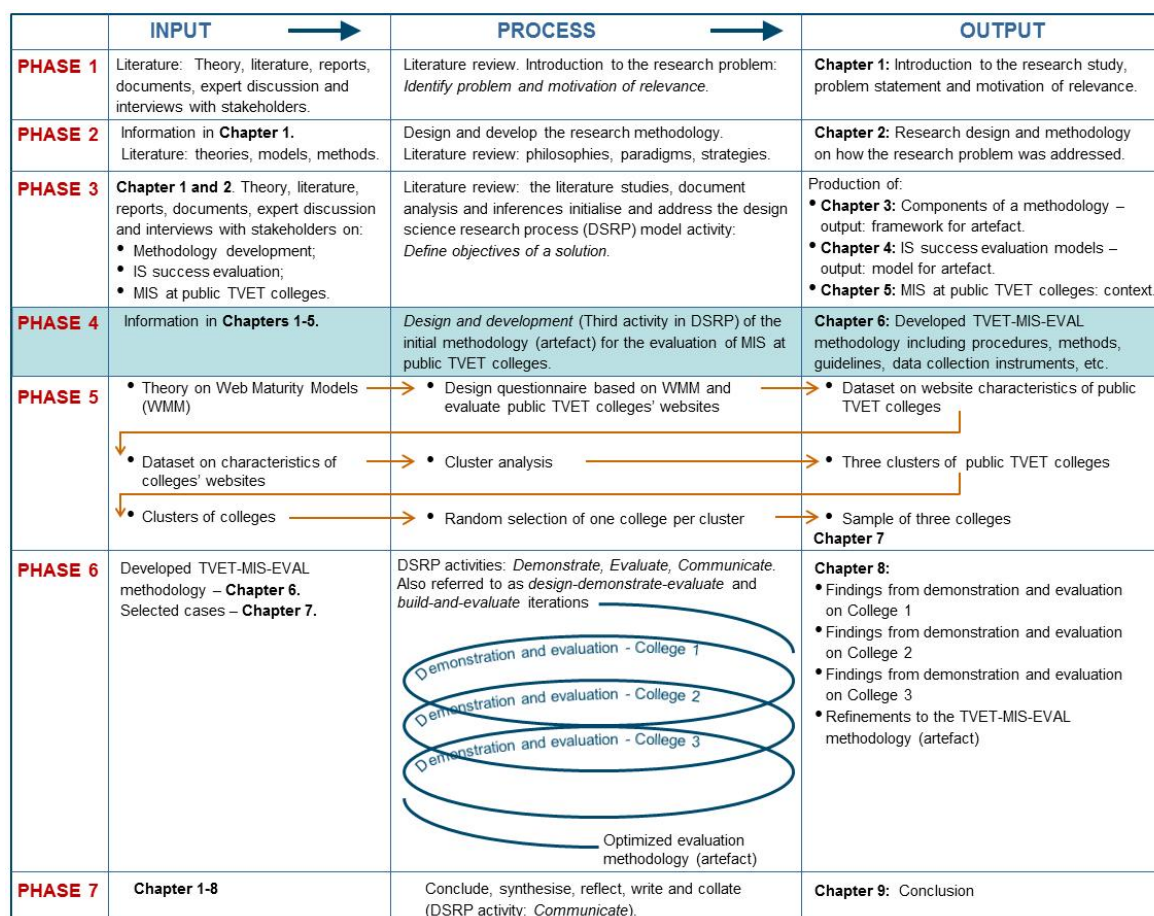 INPUT
PROCESS
OUTPUT
PHASE 1
Literature: Theory, literature, reports,
documents, expert discussion and
interviews with stakeholders.
Literature review. Introduction to the research problem:
Identify problem and motivation of relevance.
Chapter 1: Introduction to the research study,
problem statement and motivation of relevance.
PHASE 2
Information in Chapter 1.
Literature: theories, models, methods.
Design and develop the research methodology.
Literature review: philosophies, paradigms, strategies.
Chapter 2: Research design and methodology
on how the research problem was addressed.
PHASE 3
Chapter 1 and 2. Theory, literature,
reports, documents, expert discussion
and interviews with stakeholders on:
• Methodology development;
• IS success evaluation;
• MIS at public TVET colleges.
Literature review: the literature studies, document
analysis and inferences initialise and address the design
science research process (DSRP) model activity:
Define objectives of a solution.
Production of:
• Chapter 3: Components of a methodology –
output: framework for artefact.
• Chapter 4: IS success evaluation models –
output: model for artefact.
• Chapter 5: MIS at public TVET colleges: context.
PHASE 4
Information in Chapters 1-5.
Design and development (Third activity in DSRP) of the
initial methodology (artefact) for the evaluation of MIS at
public TVET colleges.
Chapter 6: Developed TVET-MIS-EVAL
methodology including procedures, methods,
guidelines, data collection instruments, etc.
PHASE 5
• Theory on Web Maturity Models
(WMM)
• Design questionnaire based on WMM and
evaluate public TVET colleges' websites
• Dataset on website characteristics of public
TVET colleges
• Dataset on characteristics of
colleges' websites
• Cluster analysis
• Three clusters of public TVET colleges
• Clusters of colleges
• Random selection of one college per cluster
• Sample of three colleges
Chapter 7
PHASE 6
Developed TVET-MIS-EVAL
methodology – Chapter 6.
Selected cases – Chapter 7.
DSRP activities: Demonstrate, Evaluate, Communicate.
Also referred to as design-demonstrate-evaluate and
build-and-evaluate iterations
Demonstration and evaluation - College 1
Demonstration and evaluation - College 2
Demonstration and evaluation - College 3
Optimized evaluation
methodology (artefact)
Chapter 8:
• Findings from demonstration and evaluation
on College 1
• Findings from demonstration and evaluation
on College 2
• Findings from demonstration and evaluation
on College 3
• Refinements to the TVET-MIS-EVAL
methodology (artefact)
PHASE 7
Chapter 1-8
Conclude, synthesise, reflect, write and collate
(DSRP activity: Communicate).
Chapter 9: Conclusion